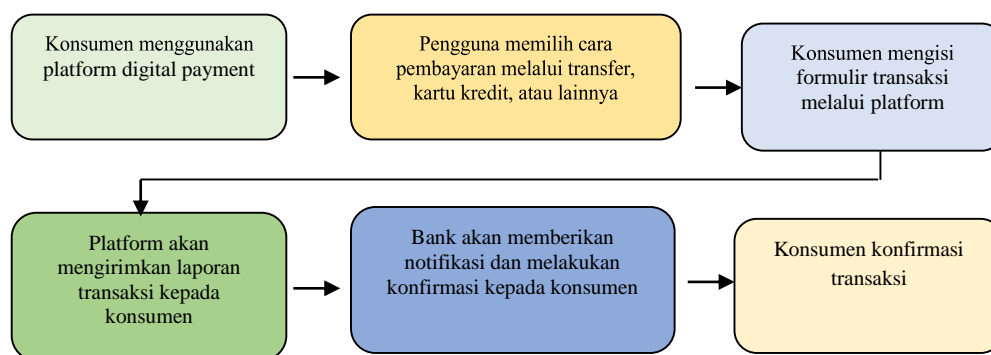 Konsumen menggunakan
platform digital payment
Pengguna memilih cara
pembayaran melalui transfer,
kartu kredit, atau lainnya
Konsumen mengisi
formulir transaksi
melalui platform
Platform akan
mengirimkan laporan
transaksi kepada
konsumen
Bank akan memberikan
notifikasi dan melakukan
konfirmasi kepada konsumen
Konsumen konfirmasi
transaksi